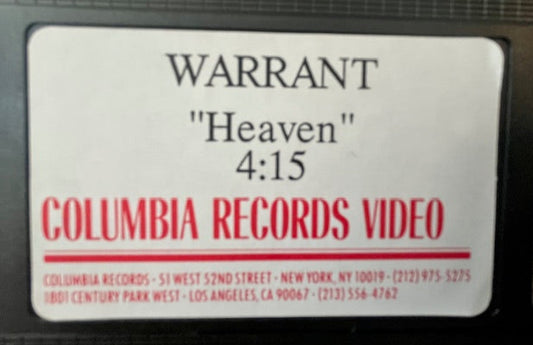 WARRANT
"Heaven"
4:15
COLUMBIA RECORDS VIDEO
COLUMBIA RECORDS · 51 WEST 52ND STREET · NEW YORK, NY 10019 · (212) 975-5275
1801 CENTURY PARK WEST · LOS ANGELES, CA 90067 · (213) 556-4762